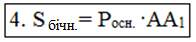 4. S бічн.= Pосн. ·AA1